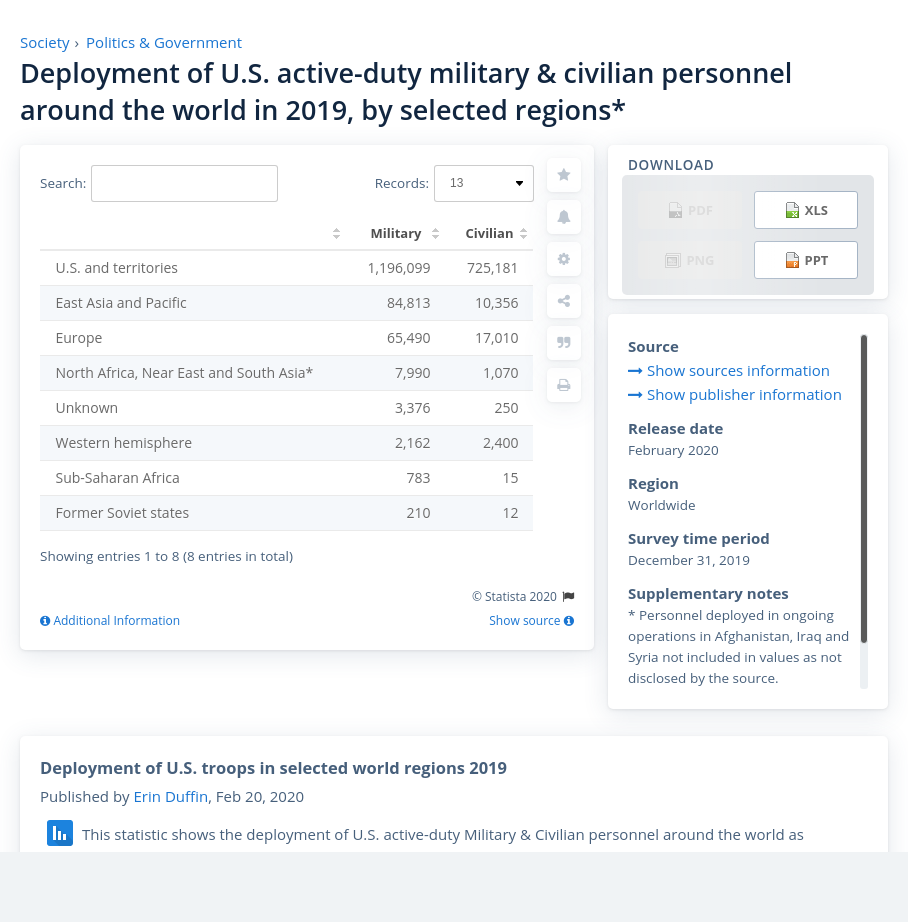 Society › Politics & Government
Deployment of U.S. active-duty military & civilian personnel
around the world in 2019, by selected regions*
Search:
Records: 13
Military Civilian
U.S. and territories 1,196,099 725,181
East Asia and Pacific 84,813 10,356
Europe 65,490 17,010
North Africa, Near East and South Asia* 7,990 1,070
Unknown 3,376 250
Western hemisphere 2,162 2,400
Sub-Saharan Africa 783 15
Former Soviet states 210 12
Showing entries 1 to 8 (8 entries in total)
© Statista 2020
Additional Information
Show source
DOWNLOAD
PDF XLS
PNG PPT
Source
Show sources information
Show publisher information
Release date
February 2020
Region
Worldwide
Survey time period
December 31, 2019
Supplementary notes
* Personnel deployed in ongoing
operations in Afghanistan, Iraq and
Syria not included in values as not
disclosed by the source.
Deployment of U.S. troops in selected world regions 2019
Published by Erin Duffin, Feb 20, 2020
This statistic shows the deployment of U.S. active-duty Military & Civilian personnel around the world as